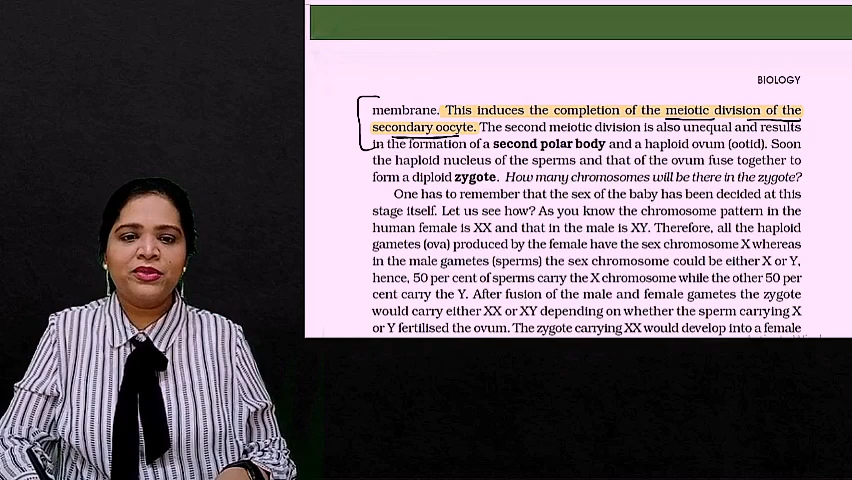 BIOLOGY
membrane. This induces the completion of the meiotic division of the
secondary oocyte. The second meiotic division is also unequal and results
in the formation of a second polar body and a haploid ovum (ootid). Soon
the haploid nucleus of the sperms and that of the ovum fuse together to
form a diploid zygote. How many chromosomes will be there in the zygote?
One has to remember that the sex of the baby has been decided at this
stage itself. Let us see how? As you know the chromosome pattern in the
human female is XX and that in the male is XY. Therefore, all the haploid
gametes (ova) produced by the female have the sex chromosome X whereas
in the male gametes (sperms) the sex chromosome could be either X or Y,
hence, 50 per cent of sperms carry the X chromosome while the other 50 per
cent carry the Y. After fusion of the male and female gametes the zygote
would carry either XX or XY depending on whether the sperm carrying X
or Y fertilised the ovum. The zygote carrying XX would develop into a female